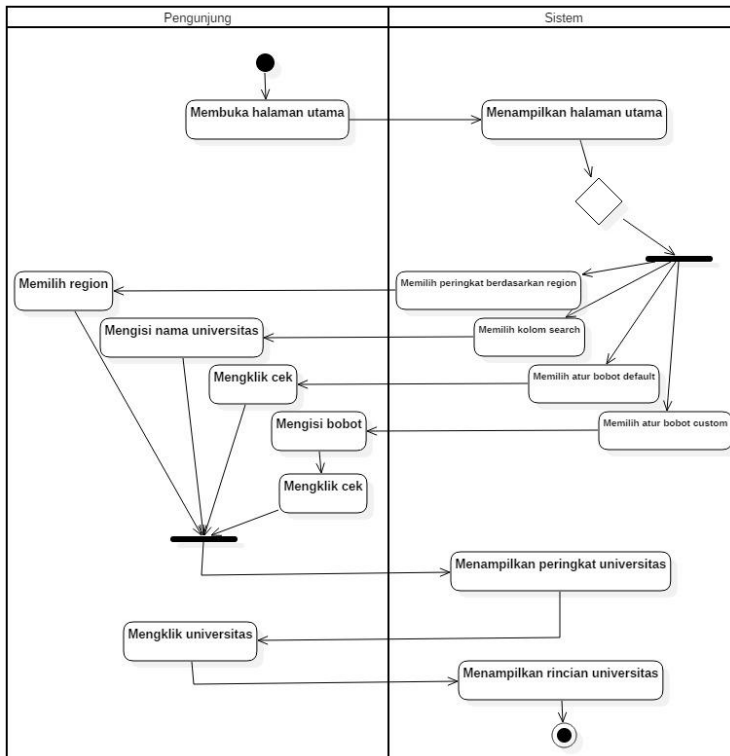 Pengunjung
Sistem
Membuka halaman utama
Menampilkan halaman utama
Memilih region
Memilih peringkat berdasarkan region
Mengisi nama universitas
Memilih kolom search
Mengklik cek
Memilih atur bobot default
Mengisi bobot
Memilih atur bobot custom
Mengklik cek
Menampilkan peringkat universitas
Mengklik universitas
Menampilkan rincian universitas